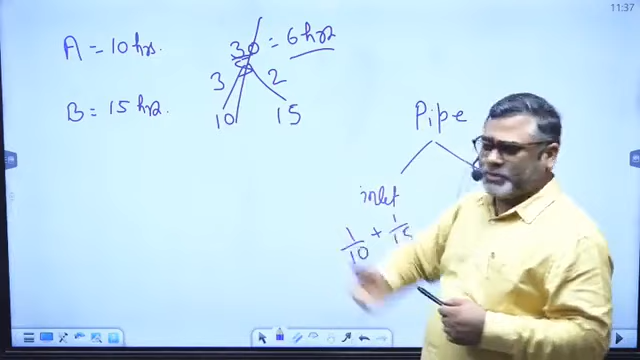 11:37
A = 10 hrs.
30/5 = 6 hrs
3 2
10 15
B = 15 hrs.
Pipe
inlet
1/10 + 1/15